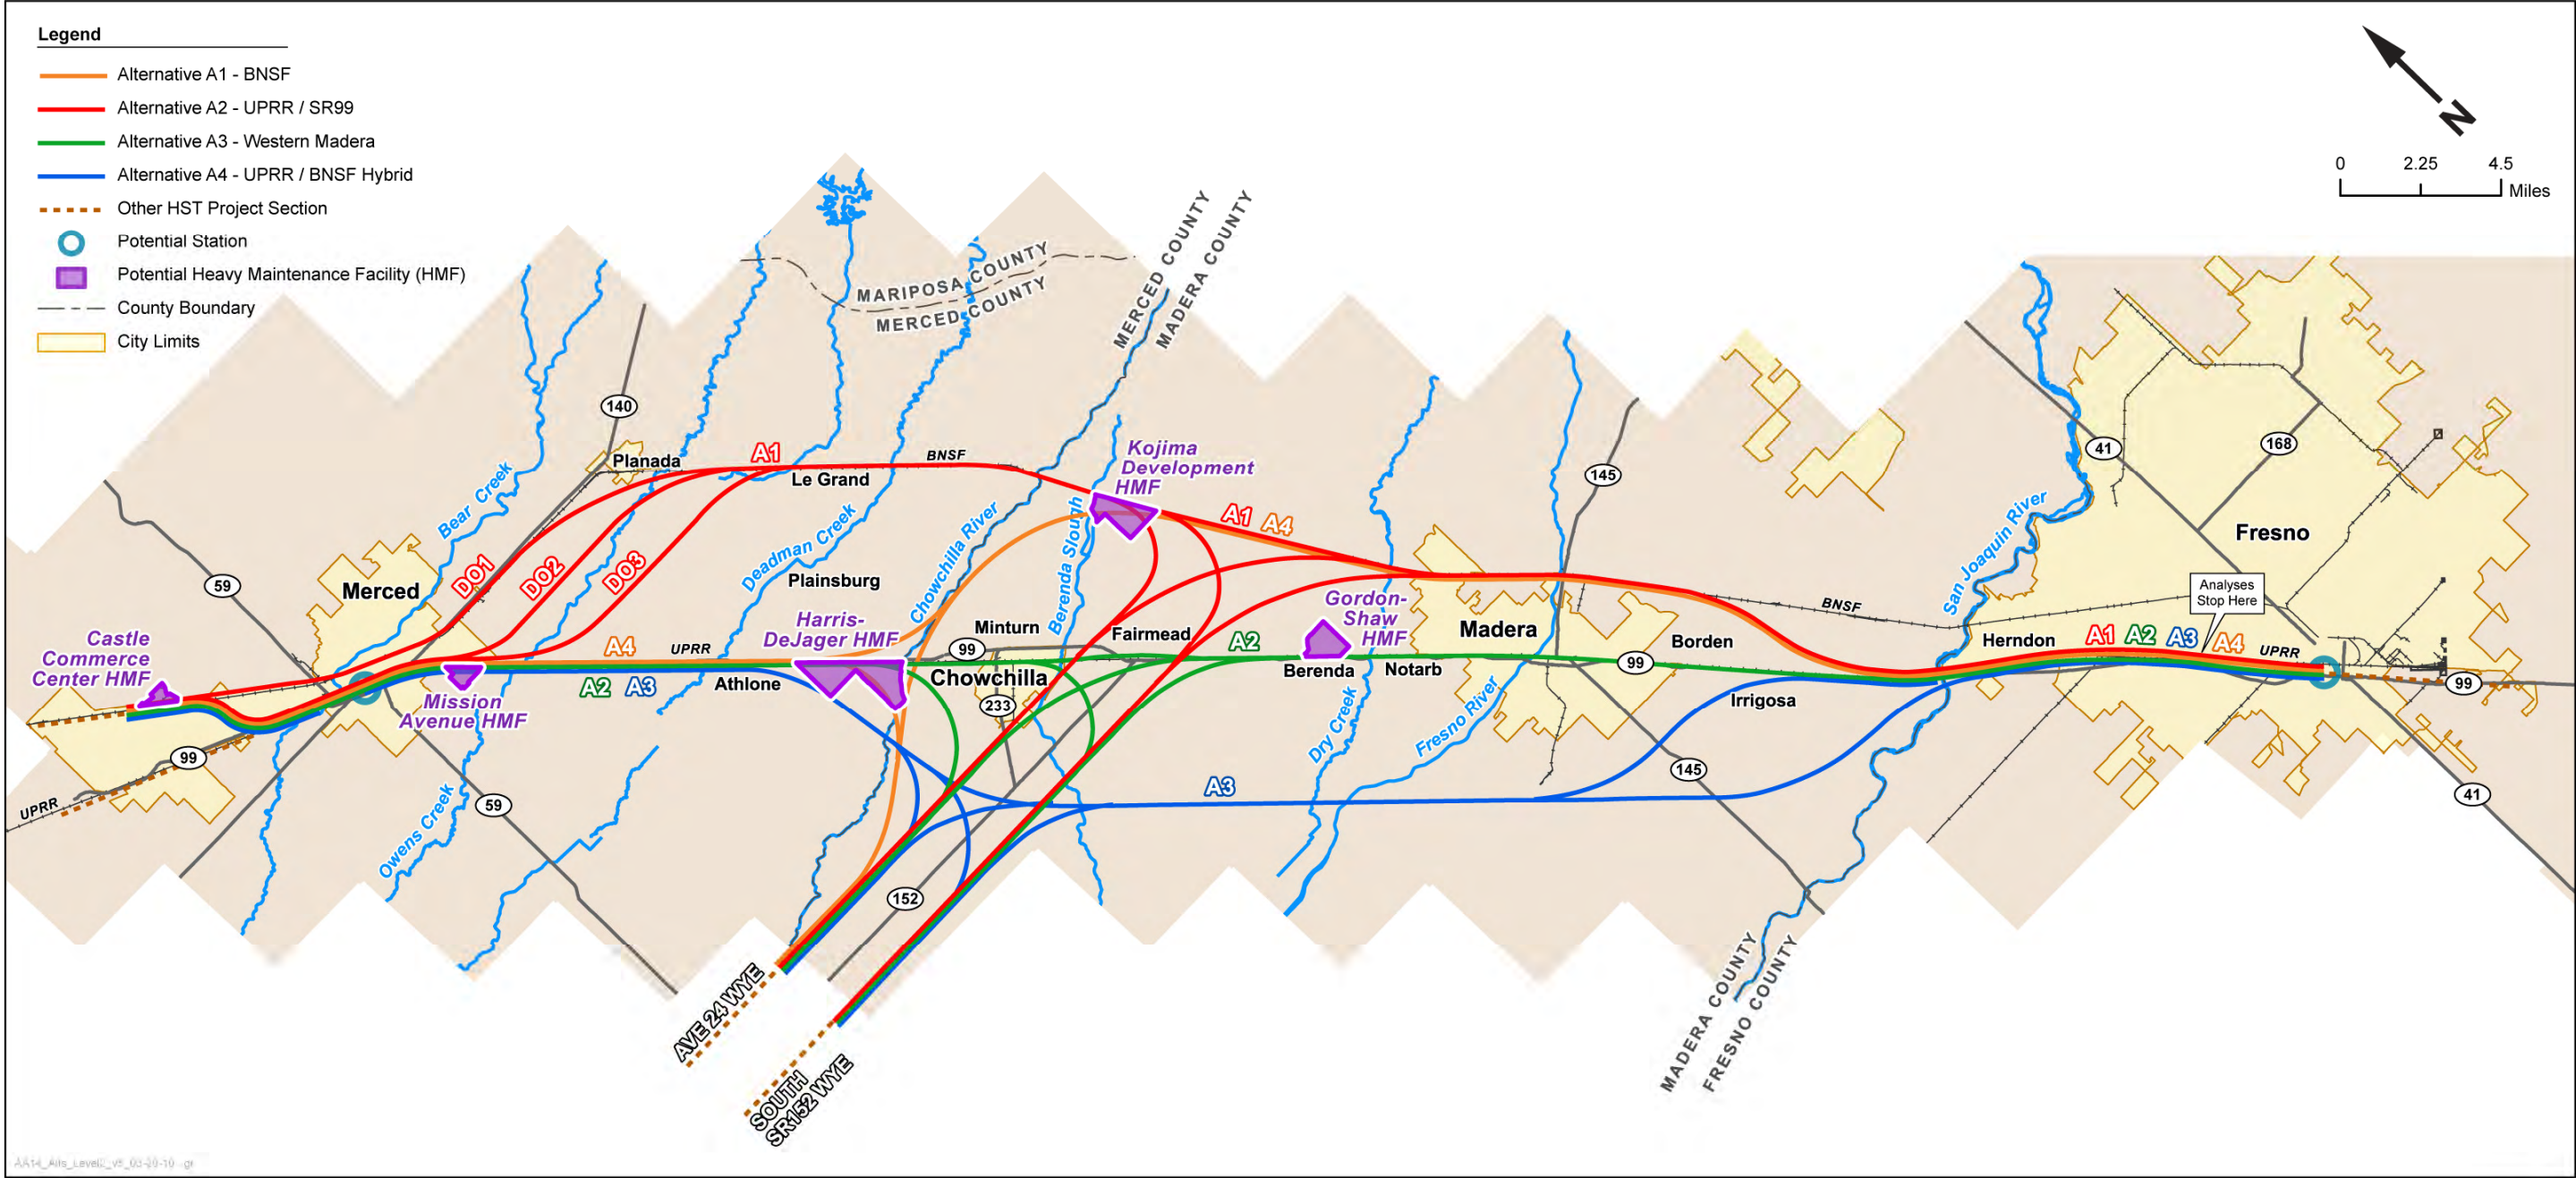 Legend
Alternative A1 - BNSF
Alternative A2 - UPRR / SR99
Alternative A3 - Western Madera
Alternative A4 - UPRR / BNSF Hybrid
Other HST Project Section
Potential Station
Potential Heavy Maintenance Facility (HMF)
County Boundary
City Limits
N
0 2.25 4.5
Miles
MARIPOSA COUNTY
MERCED COUNTY
MERCED COUNTY
MADERA COUNTY
140
Planada
A1
BNSF
Le Grand
Kojima
Development
HMF
Bear Creek
Deadman Creek
Chowchilla River
Berenda Slough
A1 A4
145
41
168
Fresno
San Joaquin River
59
Merced
DO1
DO2
DO3
Plainsburg
Harris-
DeJager HMF
Minturn
Fairmead
99
Gordon-
Shaw
HMF
Madera
BNSF
Analyses
Stop Here
Castle
Commerce
Center HMF
A4
UPRR
A2
Borden
Herndon
A1 A2 A3 A4
UPRR
A2 A3
Athlone
Chowchilla
Berenda
Notarb
99
99
Mission
Avenue HMF
233
Irrigosa
99
Dry Creek
Fresno River
145
UPRR
Owens Creek
59
A3
41
152
AVE 24 WYE
SOUTH
SR152 WYE
MADERA COUNTY
FRESNO COUNTY